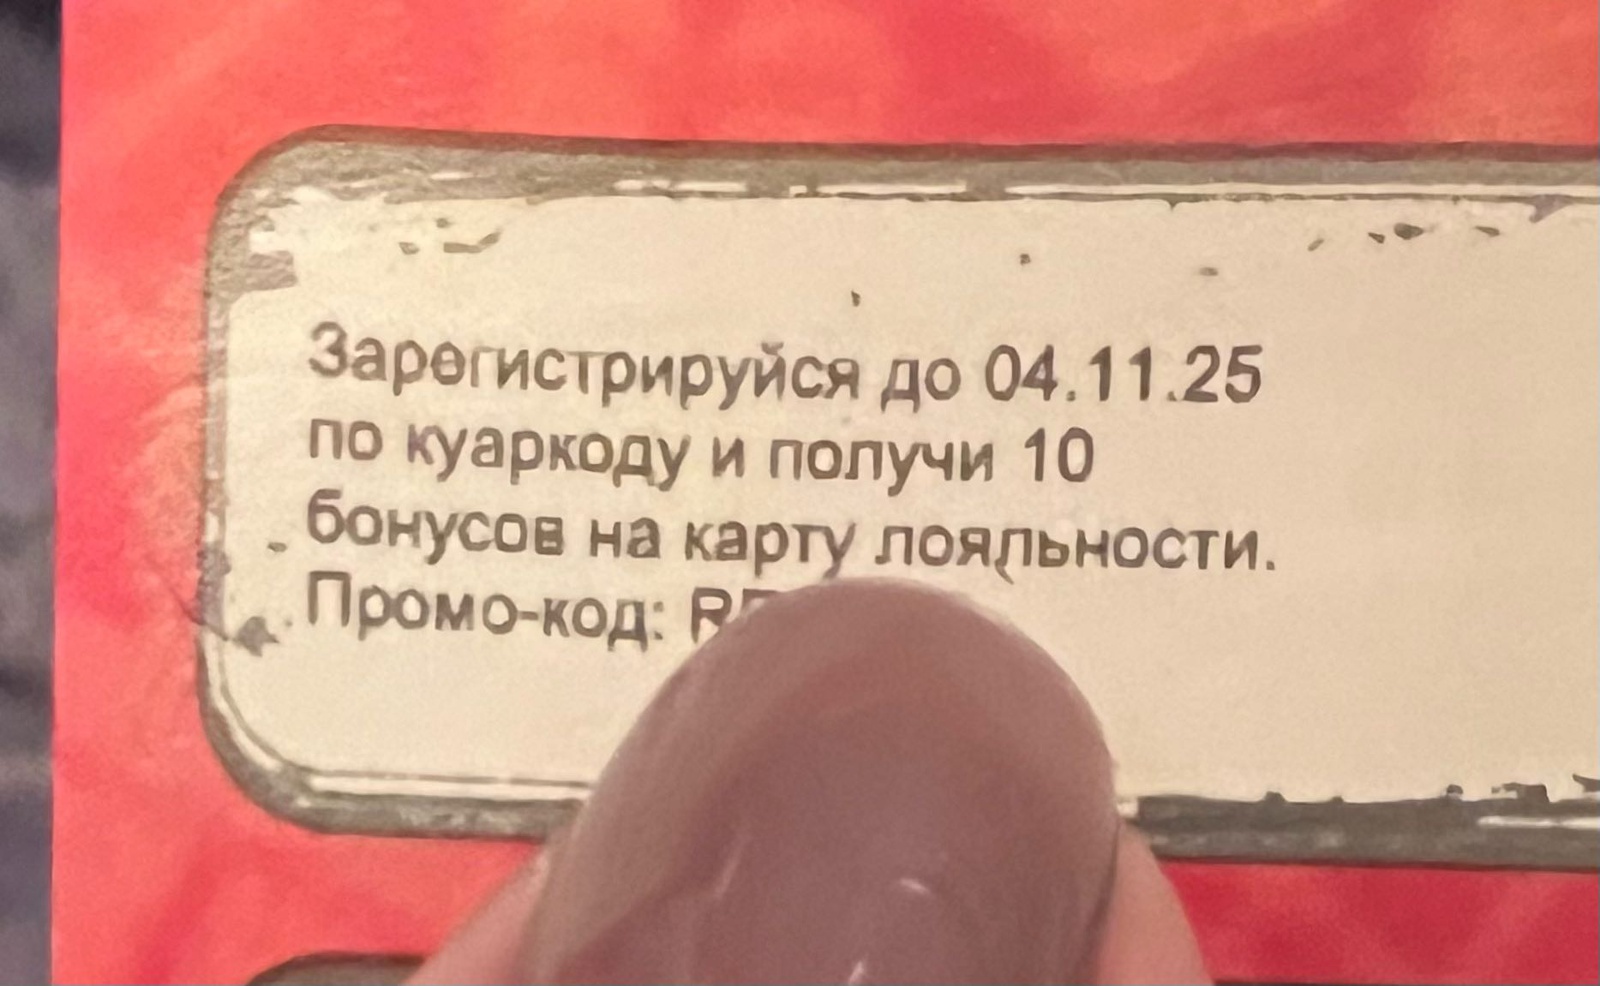 Зарегистрируйся до 04.11.25
по куаркоду и получи 10
бонусов на карту лояльности.
Промо-код: